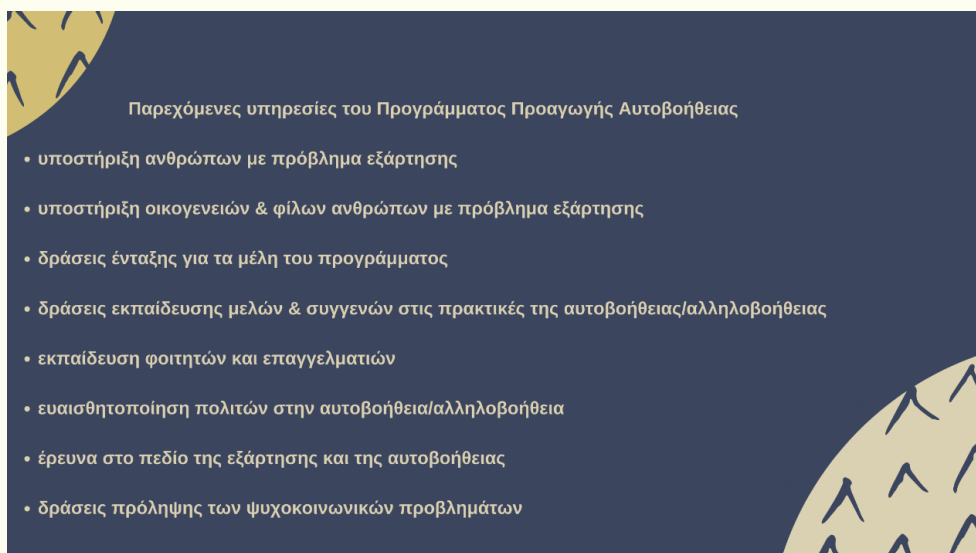 Παρεχόμενες υπηρεσίες του Προγράμματος Προαγωγής Αυτοβοήθειας
• υποστήριξη ανθρώπων με πρόβλημα εξάρτησης
• υποστήριξη οικογενειών & φίλων ανθρώπων με πρόβλημα εξάρτησης
• δράσεις ένταξης για τα μέλη του προγράμματος
• δράσεις εκπαίδευσης μελών & συγγενών στις πρακτικές της αυτοβοήθειας/αλληλοβοήθειας
• εκπαίδευση φοιτητών και επαγγελματιών
• ευαισθητοποίηση πολιτών στην αυτοβοήθεια/αλληλοβοήθεια
• έρευνα στο πεδίο της εξάρτησης και της αυτοβοήθειας
• δράσεις πρόληψης των ψυχοκοινωνικών προβλημάτων